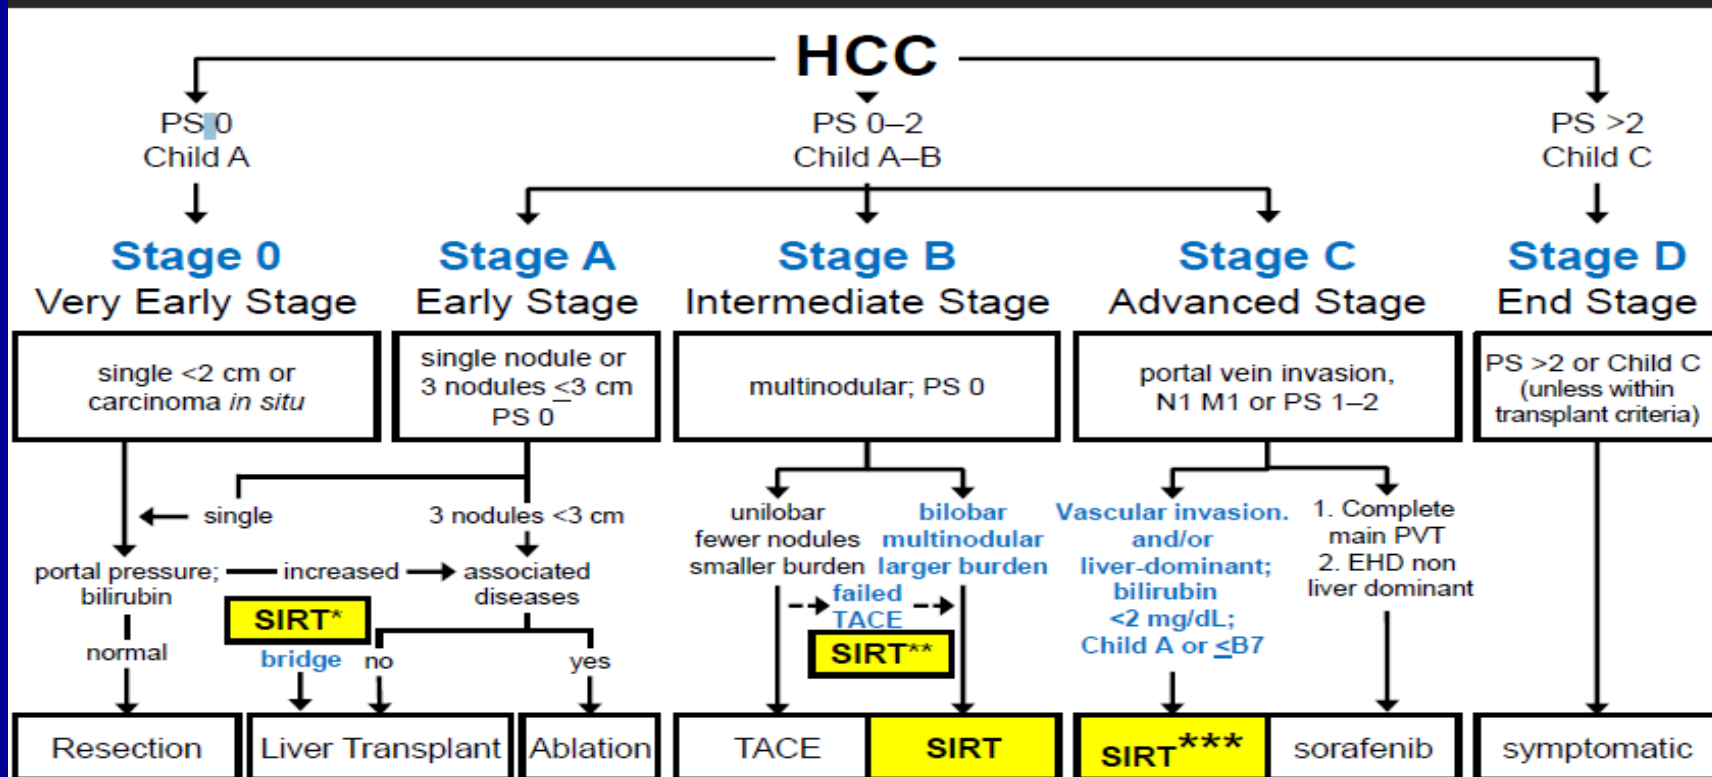 HCC
PS 0
Child A
PS 0–2
Child A–B
PS >2
Child C
Stage 0
Very Early Stage
Stage A
Early Stage
Stage B
Intermediate Stage
Stage C
Advanced Stage
Stage D
End Stage
single <2 cm or
carcinoma in situ
single nodule or
3 nodules ≤3 cm
PS 0
multinodular; PS 0
portal vein invasion,
N1 M1 or PS 1–2
PS >2 or Child C
(unless within
transplant criteria)
single
3 nodules <3 cm
portal pressure;
bilirubin
increased
associated
diseases
normal
SIRT*
bridge
no
yes
unilobar
fewer nodules
smaller burden
bilobar
multinodular
larger burden
failed
TACE
SIRT**
Vascular invasion.
and/or
liver-dominant;
bilirubin
<2 mg/dL;
Child A or ≤B7
1. Complete
main PVT
2. EHD non
liver dominant
Resection
Liver Transplant
Ablation
TACE
SIRT
SIRT***
sorafenib
symptomatic